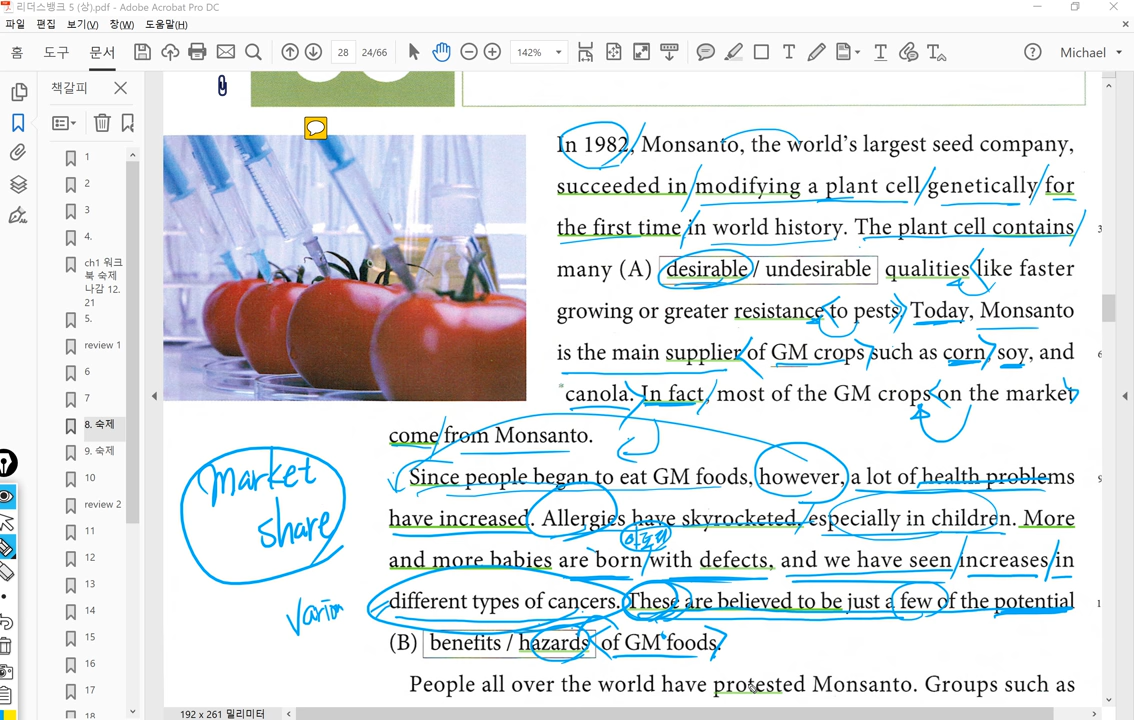 리더스뱅크 5 (상).pdf - Adobe Acrobat Pro DC
파일 편집 보기(V) 창(W) 도움말(H)
홈 도구 문서 28 24/66 142% Michael
책갈피
1
2
3
4.
ch1 워크
북 숙제
나감 12.
21
5.
review 1
6
7
8. 숙제
9. 숙제
10
review 2
11
12
13
14
15
16
17
18
In 1982, Monsanto, the world's largest seed company,
succeeded in modifying a plant cell genetically for
the first time in world history. The plant cell contains 3
many (A) desirable / undesirable qualities like faster
growing or greater resistance to pests. Today, Monsanto
is the main supplier of GM crops such as corn, soy, and 6
canola. In fact, most of the GM crops on the market
come from Monsanto.
Since people began to eat GM foods, however, a lot of health problems 9
have increased. Allergies have skyrocketed, especially in children. More
and more babies are born with defects, and we have seen increases in
different types of cancers. These are believed to be just a few of the potential 1
(B) benefits / hazards of GM foods.
People all over the world have protested Monsanto. Groups such as
market
share
192 x 261 밀리미터